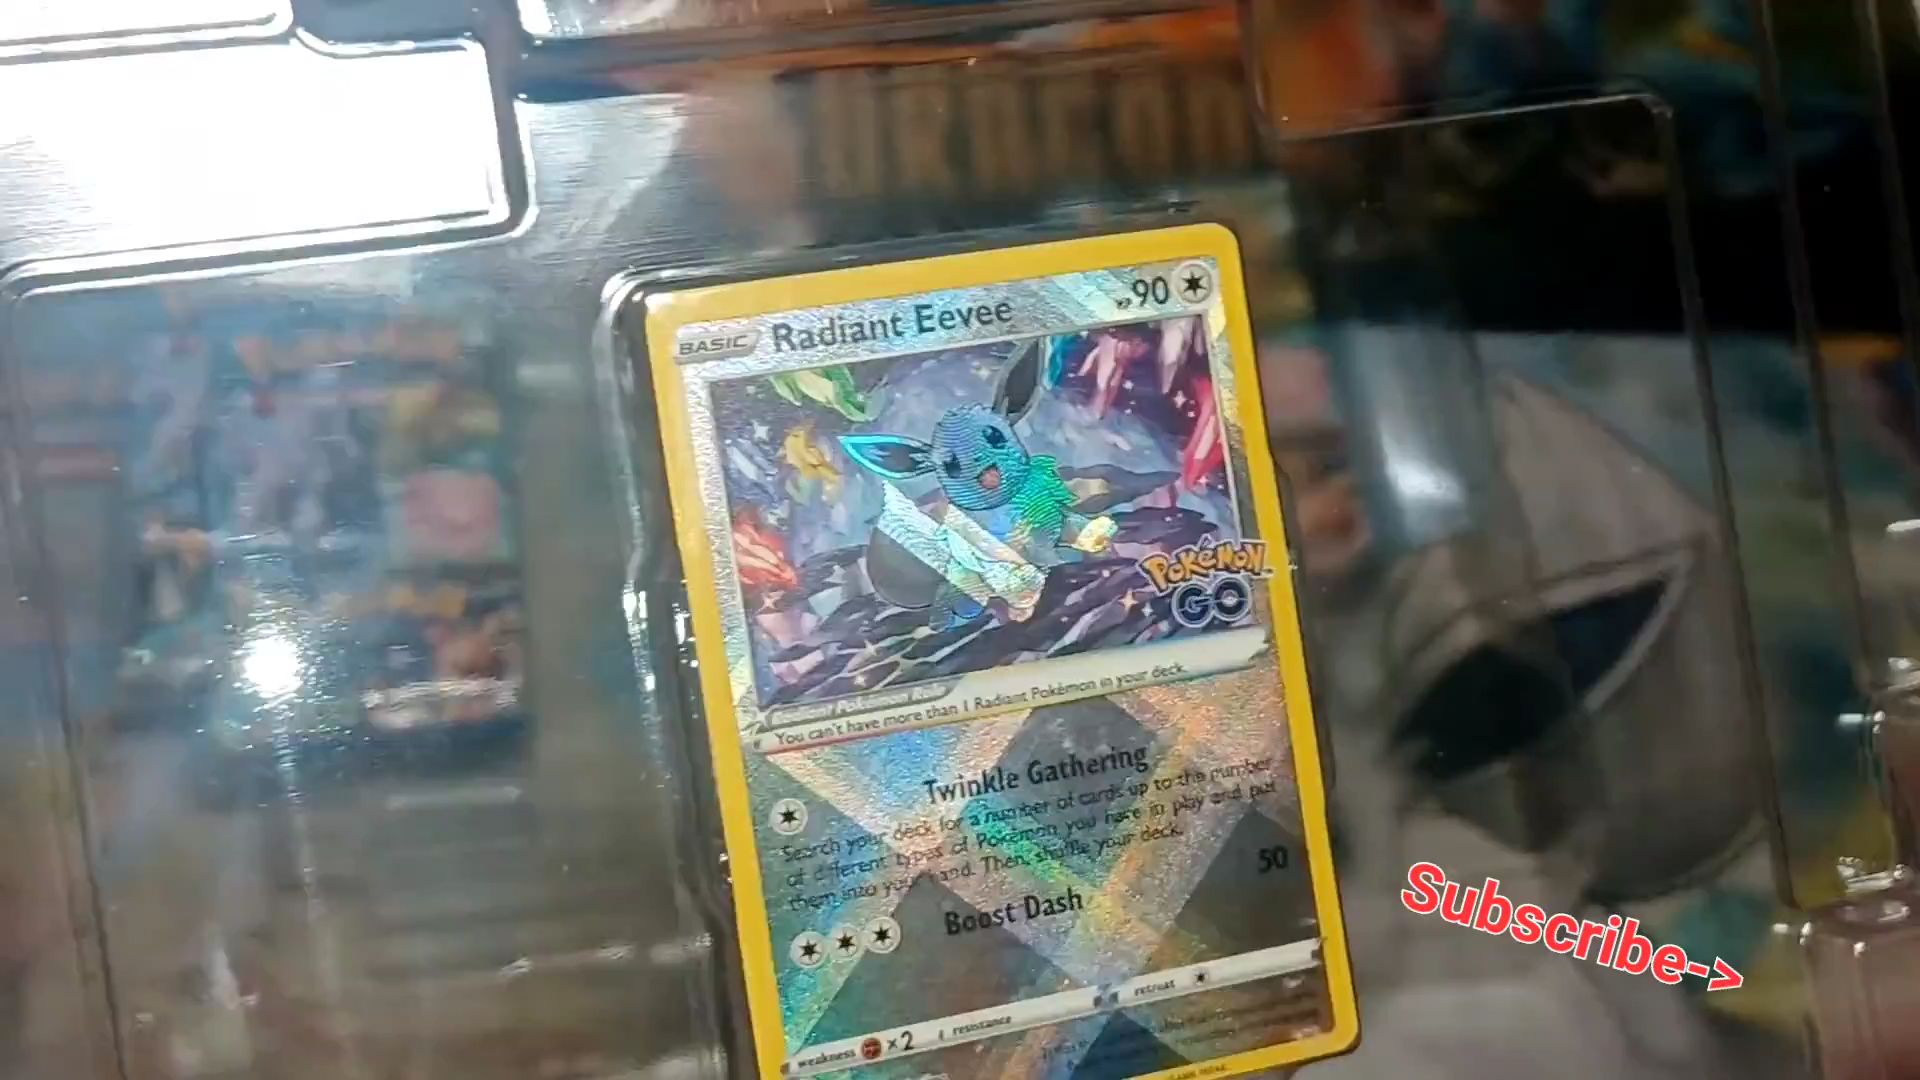 BASIC Radiant Eevee HP 90
POKéMON
GO
You can't have more than 1 Radiant Pokémon in your deck.
Twinkle Gathering
Search your deck for a number of cards up to the number
of different types of Pokémon you have in play and put
them into your hand. Then, shuffle your deck.
Boost Dash 50
weakness ×2 resistance retreat
Subscribe->